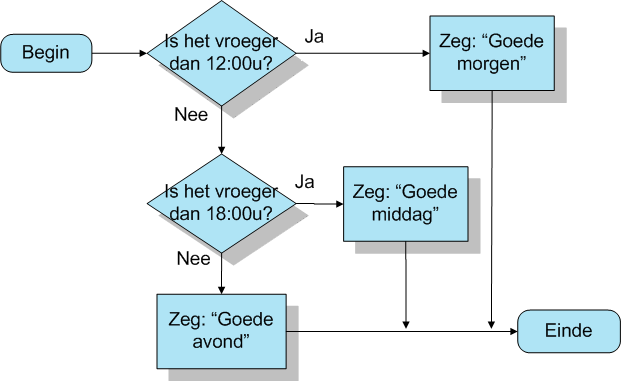 Begin
Is het vroeger
dan 12:00u?
Ja
Zeg: “Goede
morgen”
Nee
Is het vroeger
dan 18:00u?
Ja
Zeg: “Goede
middag”
Nee
Zeg: “Goede
avond”
Einde